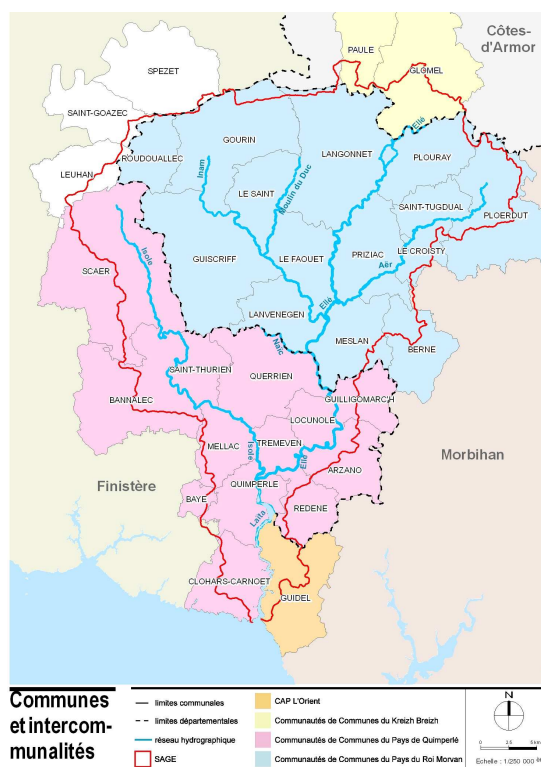 Côtes-
d'Armor
PAULE
SPEZET
GLOMEL
SAINT-GOAZEC
Ellé
GOURIN
LANGONNET
ROUDOUALLEC
PLOURAY
LEUHAN
Inam
LE SAINT
Moulin du Duc
SAINT-TUGDUAL
PLOERDUT
Isole
GUISCRIFF
LE FAOUET
PRIZIAC
LE CROISTY
Aër
SCAER
Ellé
LANVENEGEN
MESLAN
Naïc
BERNE
SAINT-THURIEN
QUERRIEN
BANNALEC
GUILLIGOMARC'H
LOCUNOLE
MELLAC
TREMEVEN
Isole
Ellé
ARZANO
Morbihan
Finistère
QUIMPERLE
BAYE
REDENE
Laïta
CLOHARS-CARNOET
GUIDEL
Communes
et intercom-
munalités
limites communales
limites départementales
réseau hydrographique
SAGE
CAP L'Orient
Communautés de Communes du Kreizh Breizh
Communautés de Communes du Pays de Quimperlé
Communautés de Communes du Pays du Roi Morvan
N
0 2.5 5 km
Echelle : 1/250 000